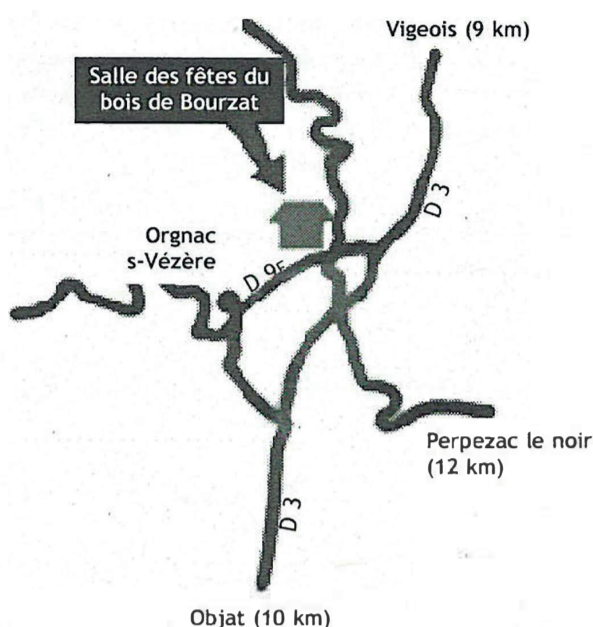 Vigeois (9 km)
Salle des fêtes du
bois de Bourzat
D 3
Orgnac
s-Vézère
D 9E
Perpezac le noir
(12 km)
D 3
Objat (10 km)